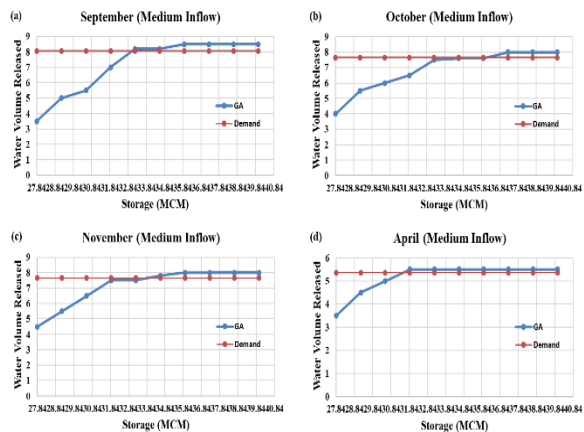 (a)
September (Medium Inflow)
Water Volume Released
9
8
7
6
5
4
3
2
1
0
GA
Demand
27.8428.8429.8430.8431.8432.8433.8434.8435.8436.8437.8438.8439.8440.84
Storage (MCM)
(b)
October (Medium Inflow)
Water Volume Released
9
8
7
6
5
4
3
2
1
0
GA
Demand
27.8428.8429.8430.8431.8432.8433.8434.8435.8436.8437.8438.8439.8440.84
Storage (MCM)
(c)
November (Medium Inflow)
Water Volume Released
9
8
7
6
5
4
3
2
1
0
GA
Demand
27.8428.8429.8430.8431.8432.8433.8434.8435.8436.8437.8438.8439.8440.84
Storage (MCM)
(d)
April (Medium Inflow)
Water Volume Released
6
5
4
3
2
1
0
GA
Demand
27.8428.8429.8430.8431.8432.8433.8434.8435.8436.8437.8438.8439.8440.84
Storage (MCM)